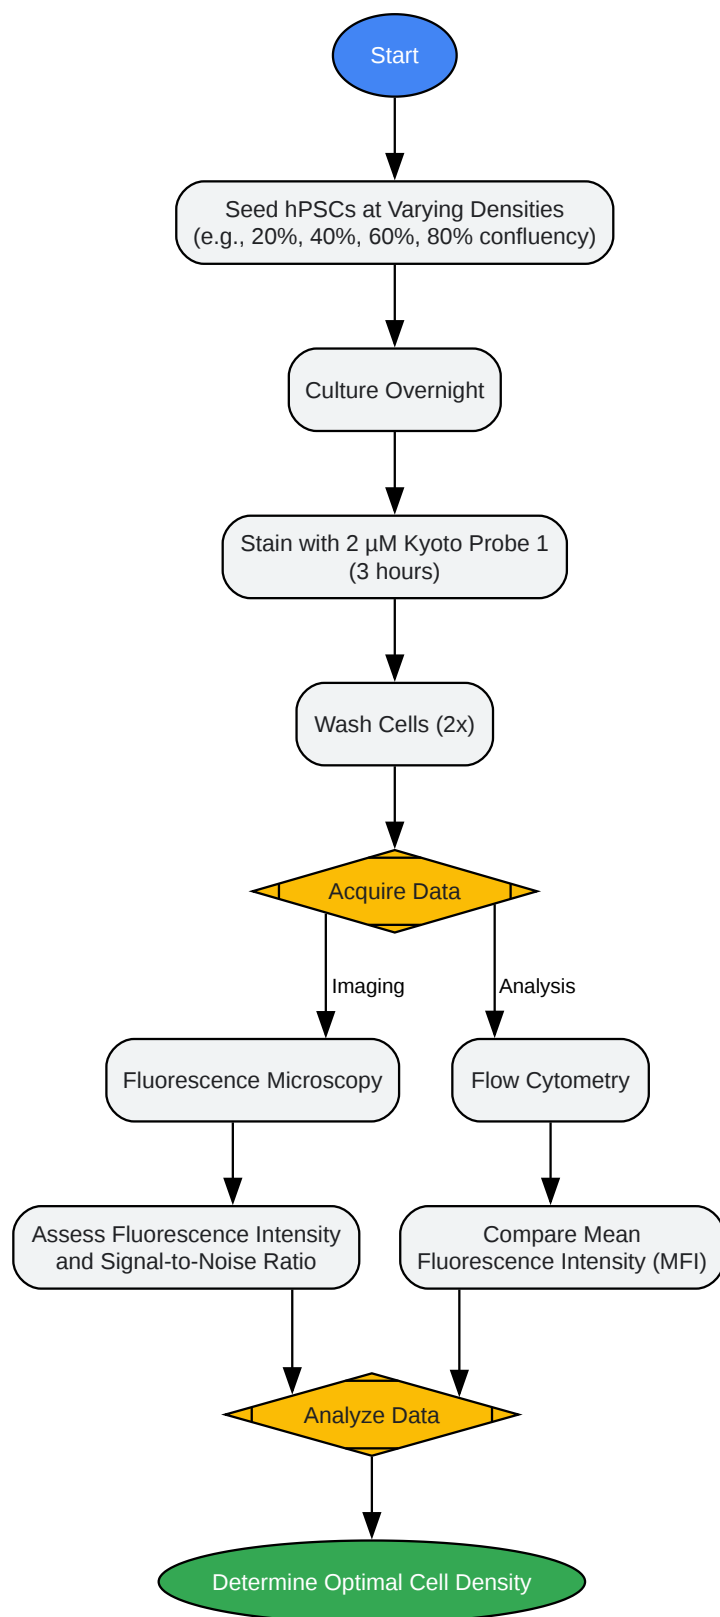 Start
Seed hPSCs at Varying Densities
(e.g., 20%, 40%, 60%, 80% confluency)
Culture Overnight
Stain with 2 µM Kyoto Probe 1
(3 hours)
Wash Cells (2x)
Acquire Data
Imaging
Analysis
Fluorescence Microscopy
Flow Cytometry
Assess Fluorescence Intensity
and Signal-to-Noise Ratio
Compare Mean
Fluorescence Intensity (MFI)
Analyze Data
Determine Optimal Cell Density